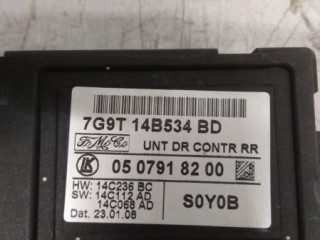 7G9T 14B534 BD
FoMoCo UNT DR CONTR RR
LK 05 0791 82 00
HW: 14C236 BC
SW: 14C112 AD
14C068 AD
Dat. 23.01.08
S0Y0B